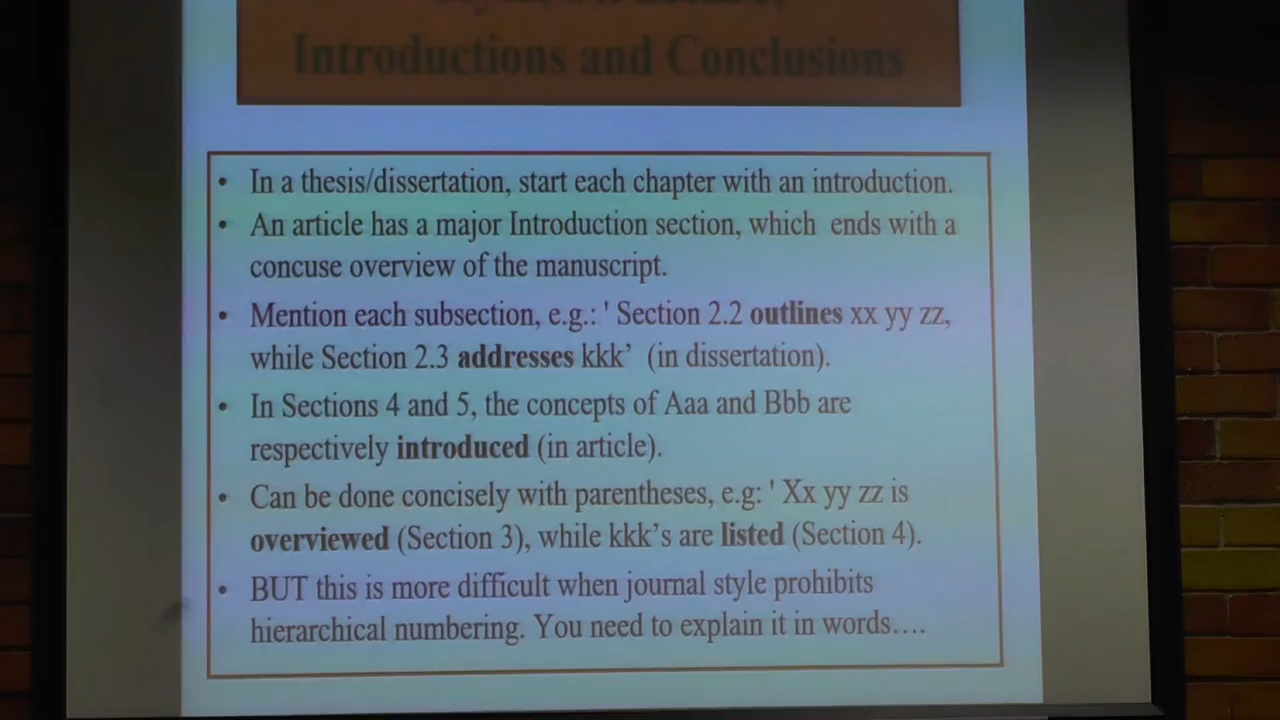 Introductions and Conclusions
• In a thesis/dissertation, start each chapter with an introduction.
• An article has a major Introduction section, which ends with a
concuse overview of the manuscript.
• Mention each subsection, e.g.: ' Section 2.2 outlines xx yy zz,
while Section 2.3 addresses kkk’ (in dissertation).
• In Sections 4 and 5, the concepts of Aaa and Bbb are
respectively introduced (in article).
• Can be done concisely with parentheses, e.g: ' Xx yy zz is
overviewed (Section 3), while kkk’s are listed (Section 4).
• BUT this is more difficult when journal style prohibits
hierarchical numbering. You need to explain it in words….